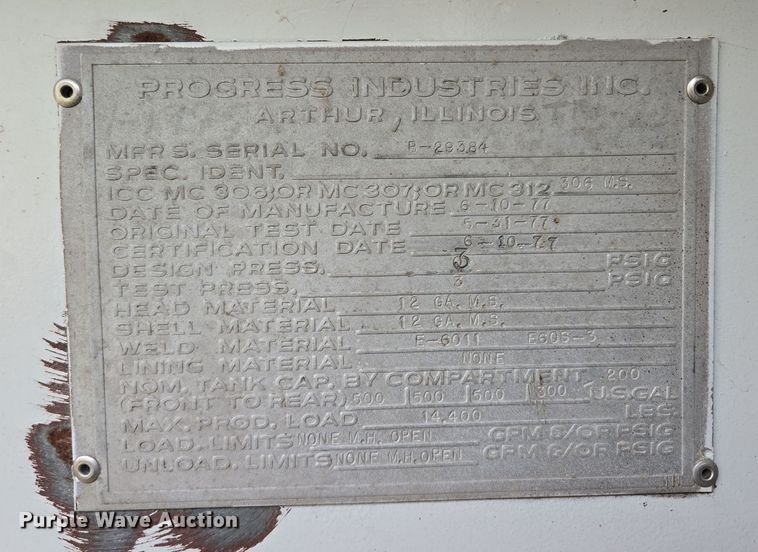 PROGRESS INDUSTRIES INC.
ARTHUR, ILLINOIS
MFRS. SERIAL NO. B-29384
SPEC. IDENT.
ICC MC 306; OR MC 307; OR MC 312 306 M.S.
DATE OF MANUFACTURE 6-10-77
ORIGINAL TEST DATE 5-31-77
CERTIFICATION DATE 6-10-77
DESIGN PRESS. 3 PSIG
TEST PRESS. 3 PSIG
HEAD MATERIAL 12 GA. M.S.
SHELL MATERIAL 12 GA. M.S.
WELD MATERIAL E-6011 E60S-3
LINING MATERIAL NONE
NOM. TANK CAP. BY COMPARTMENT 200
(FRONT TO REAR) 500 500 500 300 U.S.GAL
MAX. PROD. LOAD 14,400 LBS.
LOAD. LIMITS NONE M.H. OPEN GPM &/OR PSIG
UNLOAD. LIMITS NONE M.H. OPEN GPM &/OR PSIG
Purple Wave Auction